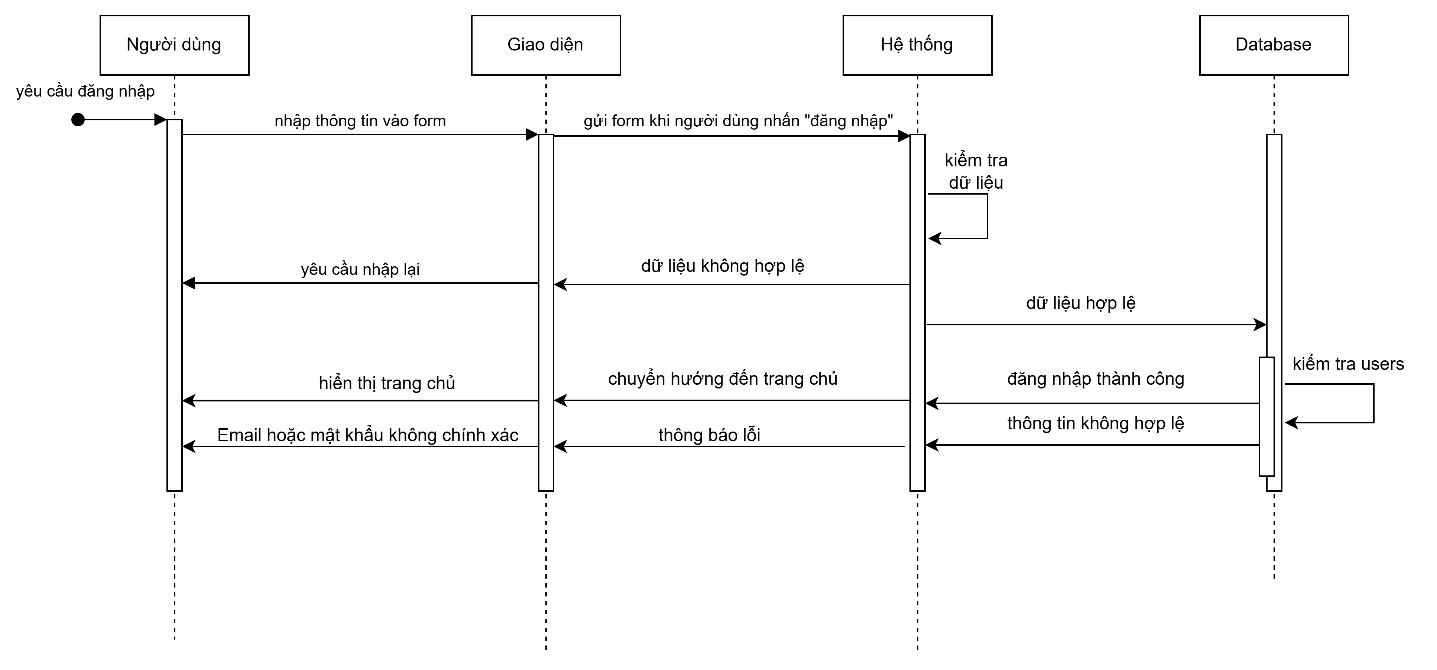 Người dùng
Giao diện
Hệ thống
Database
yêu cầu đăng nhập
nhập thông tin vào form
gửi form khi người dùng nhấn "đăng nhập"
kiểm tra
dữ liệu
yêu cầu nhập lại
dữ liệu không hợp lệ
dữ liệu hợp lệ
kiểm tra users
hiển thị trang chủ
chuyển hướng đến trang chủ
đăng nhập thành công
Email hoặc mật khẩu không chính xác
thông báo lỗi
thông tin không hợp lệ